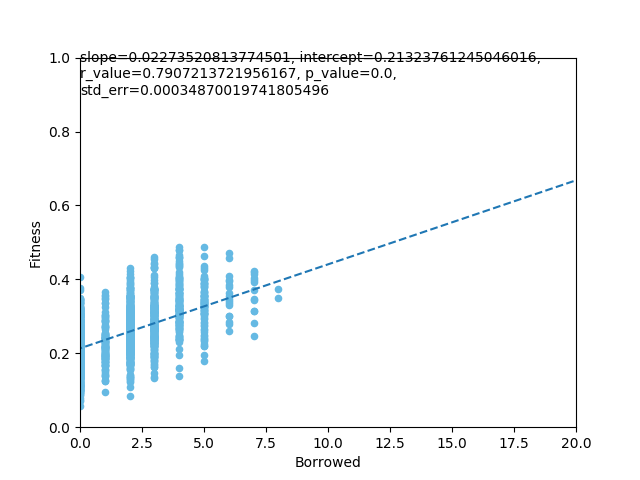 slope=0.02273520813774501, intercept=0.21323761245046016,
r_value=0.7907213721956167, p_value=0.0,
std_err=0.00034870019741805496
1.0
0.8
0.6
0.4
0.2
0.0
Fitness
0.0 2.5 5.0 7.5 10.0 12.5 15.0 17.5 20.0
Borrowed